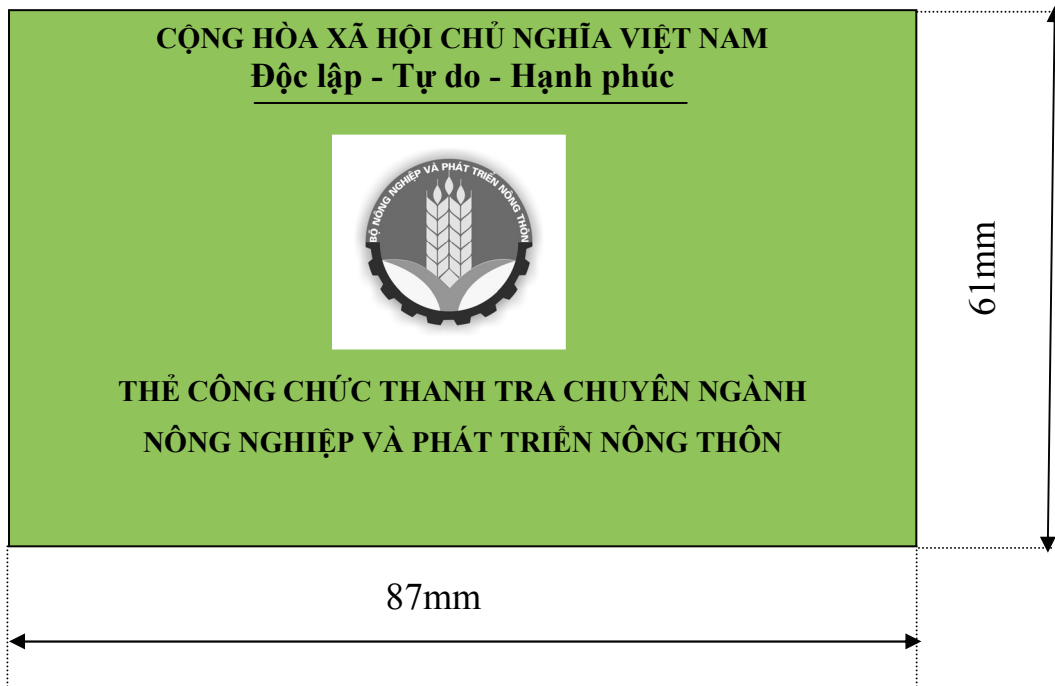 CỘNG HÒA XÃ HỘI CHỦ NGHĨA VIỆT NAM
Độc lập - Tự do - Hạnh phúc
BỘ NÔNG NGHIỆP VÀ PHÁT TRIỂN NÔNG THÔN
THẺ CÔNG CHỨC THANH TRA CHUYÊN NGÀNH
NÔNG NGHIỆP VÀ PHÁT TRIỂN NÔNG THÔN
61mm
87mm